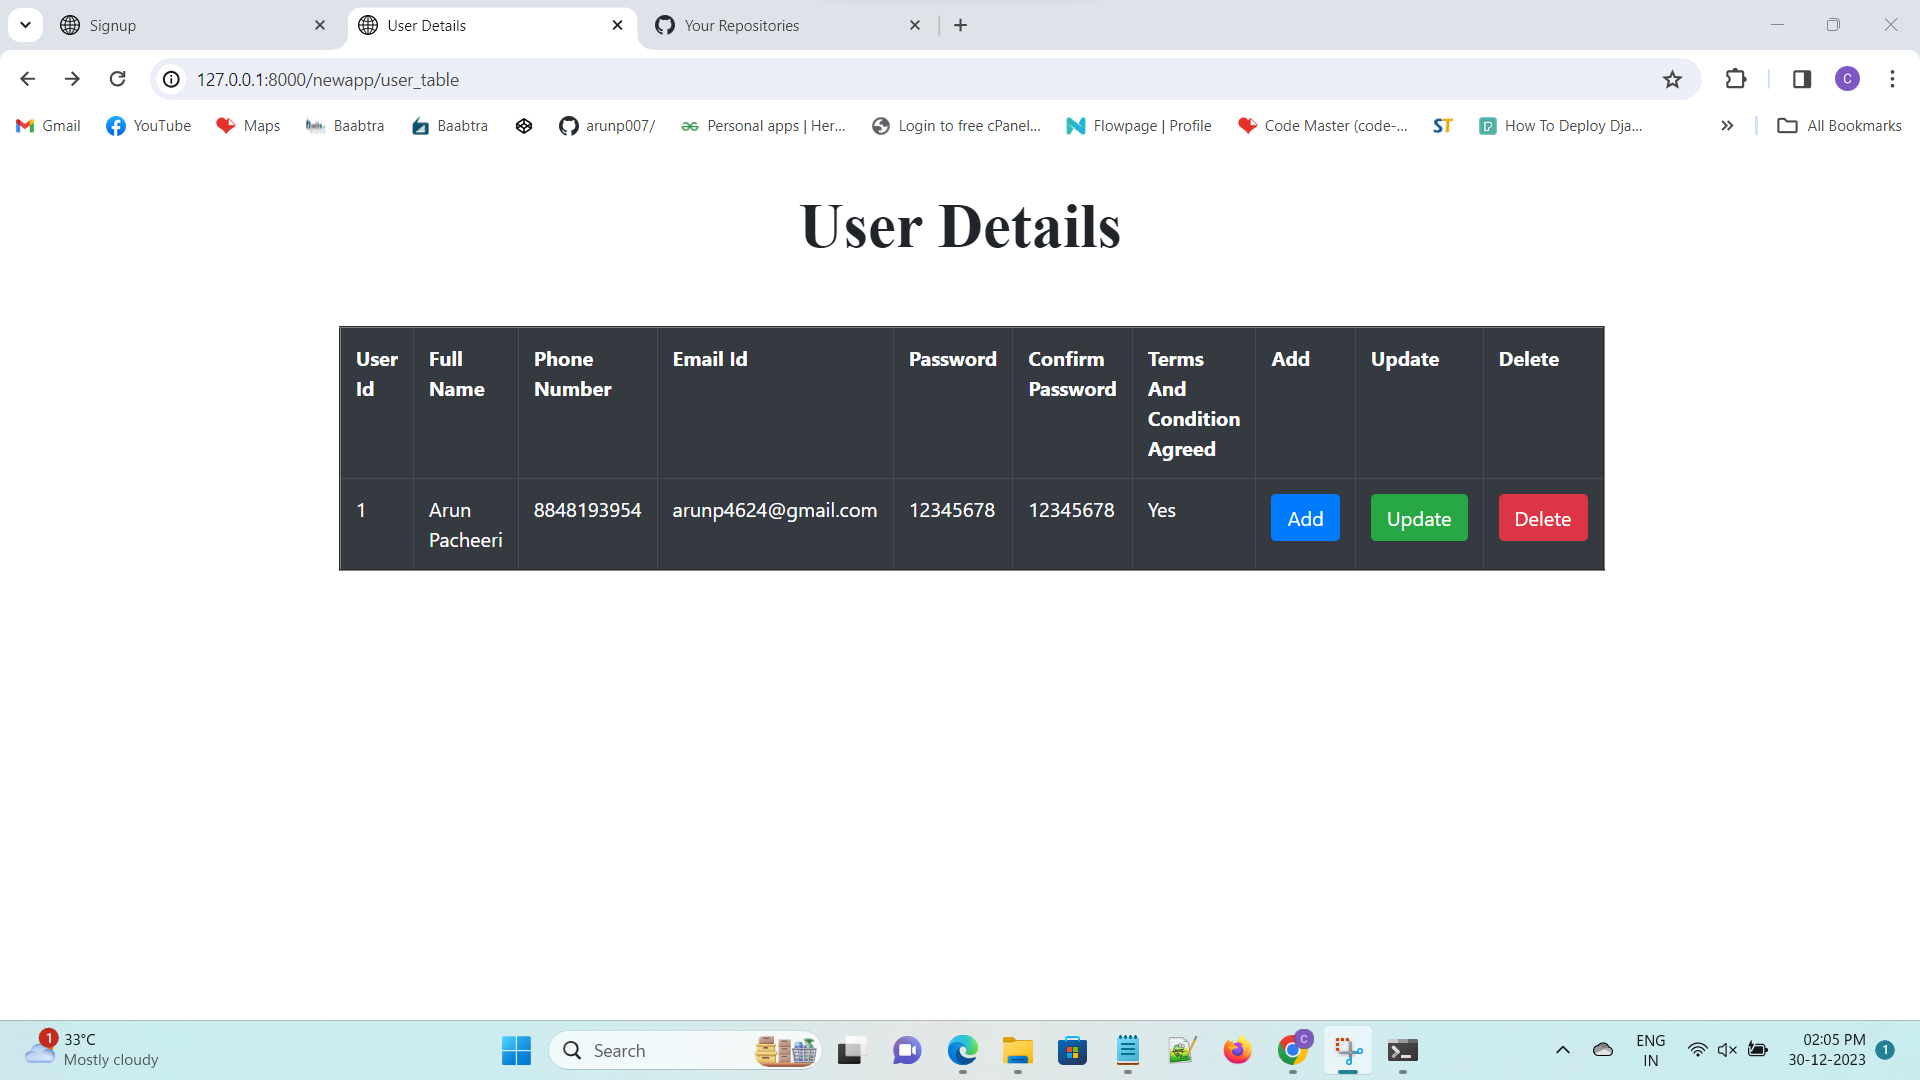 Signup
User Details
Your Repositories
127.0.0.1:8000/newapp/user_table
C
Gmail
YouTube
Maps
Baabtra
Baabtra
arunp007/
Personal apps | Her...
Login to free cPanel...
Flowpage | Profile
Code Master (code-...
ST
How To Deploy Dja...
All Bookmarks
User Details
User Id
Full Name
Phone Number
Email Id
Password
Confirm Password
Terms And Condition Agreed
Add
Update
Delete
1
Arun Pacheeri
8848193954
arunp4624@gmail.com
12345678
12345678
Yes
Add
Update
Delete
1
33°C
Mostly cloudy
Search
C
ENG
IN
02:05 PM
30-12-2023
1